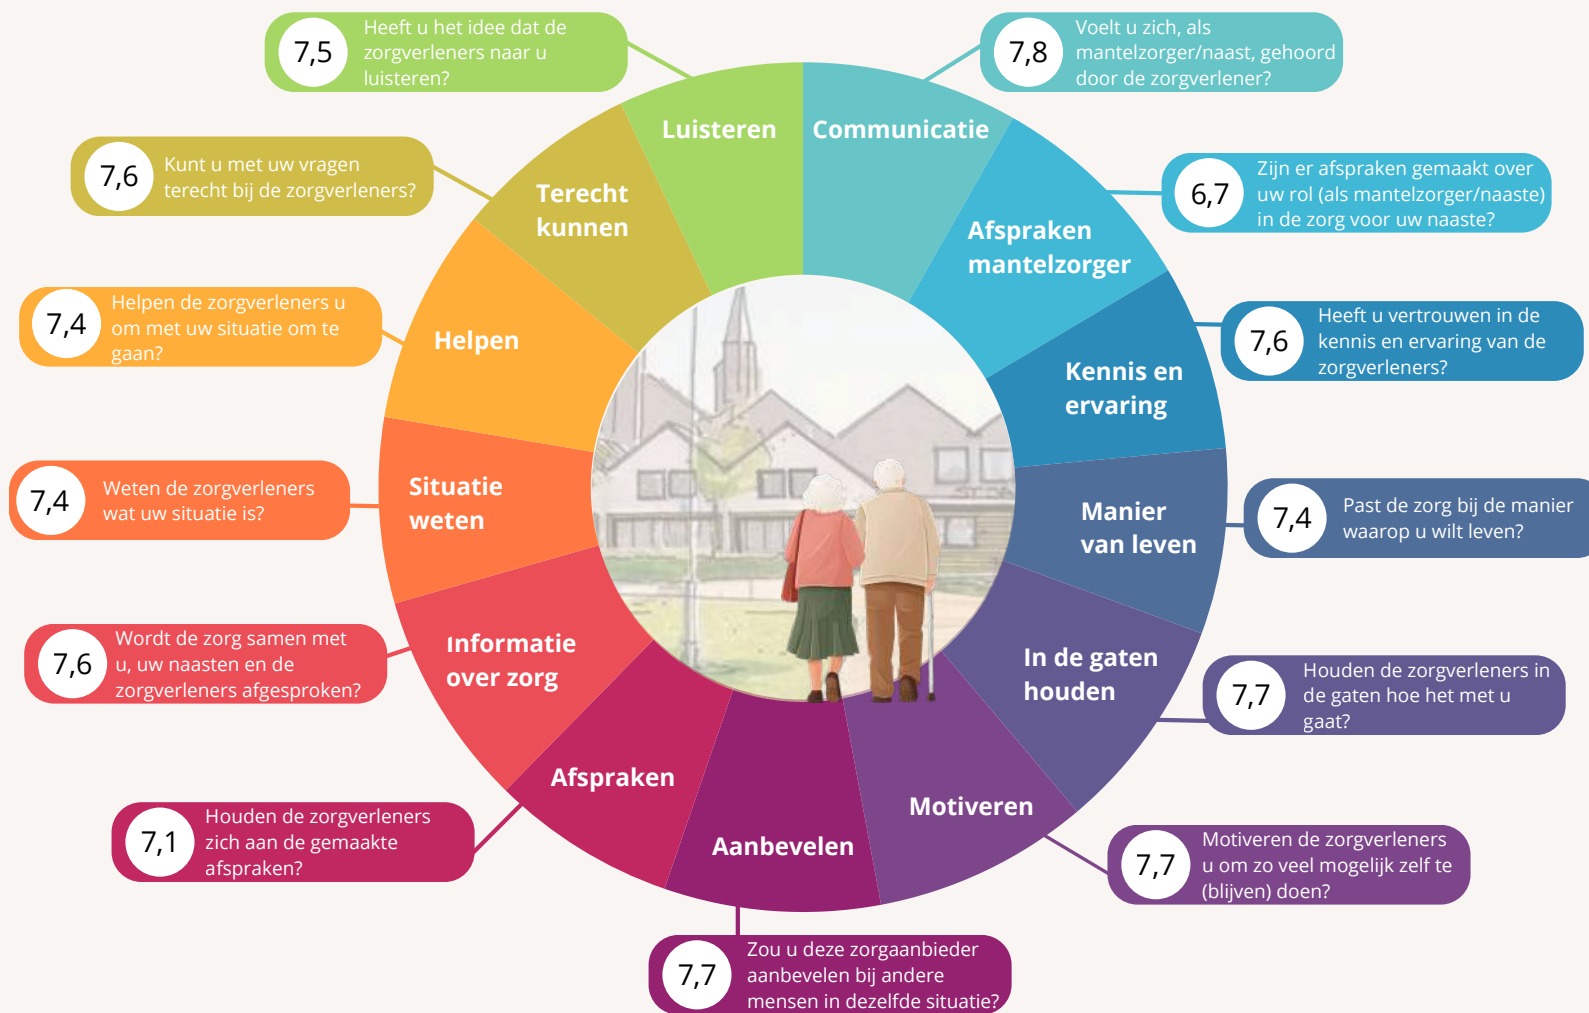 7,5
Heeft u het idee dat de
zorgverleners naar u
luisteren?
7,8
Voelt u zich, als
mantelzorger/naast, gehoord
door de zorgverlener?
Luisteren
Communicatie
7,6
Kunt u met uw vragen
terecht bij de zorgverleners?
6,7
Zijn er afspraken gemaakt over
uw rol (als mantelzorger/naaste)
in de zorg voor uw naaste?
Terecht
kunnen
Afspraken
mantelzorger
7,4
Helpen de zorgverleners u
om met uw situatie om te
gaan?
7,6
Heeft u vertrouwen in de
kennis en ervaring van de
zorgverleners?
Helpen
Kennis en
ervaring
7,4
Weten de zorgverleners
wat uw situatie is?
Situatie
weten
Manier
van leven
7,4
Past de zorg bij de manier
waarop u wilt leven?
7,6
Wordt de zorg samen met
u, uw naasten en de
zorgverleners afgesproken?
Informatie
over zorg
In de gaten
houden
7,7
Houden de zorgverleners in
de gaten hoe het met u
gaat?
Afspraken
Motiveren
Aanbevelen
7,1
Houden de zorgverleners
zich aan de gemaakte
afspraken?
7,7
Motiveren de zorgverleners
u om zo veel mogelijk zelf te
(blijven) doen?
7,7
Zou u deze zorgaanbieder
aanbevelen bij andere
mensen in dezelfde situatie?